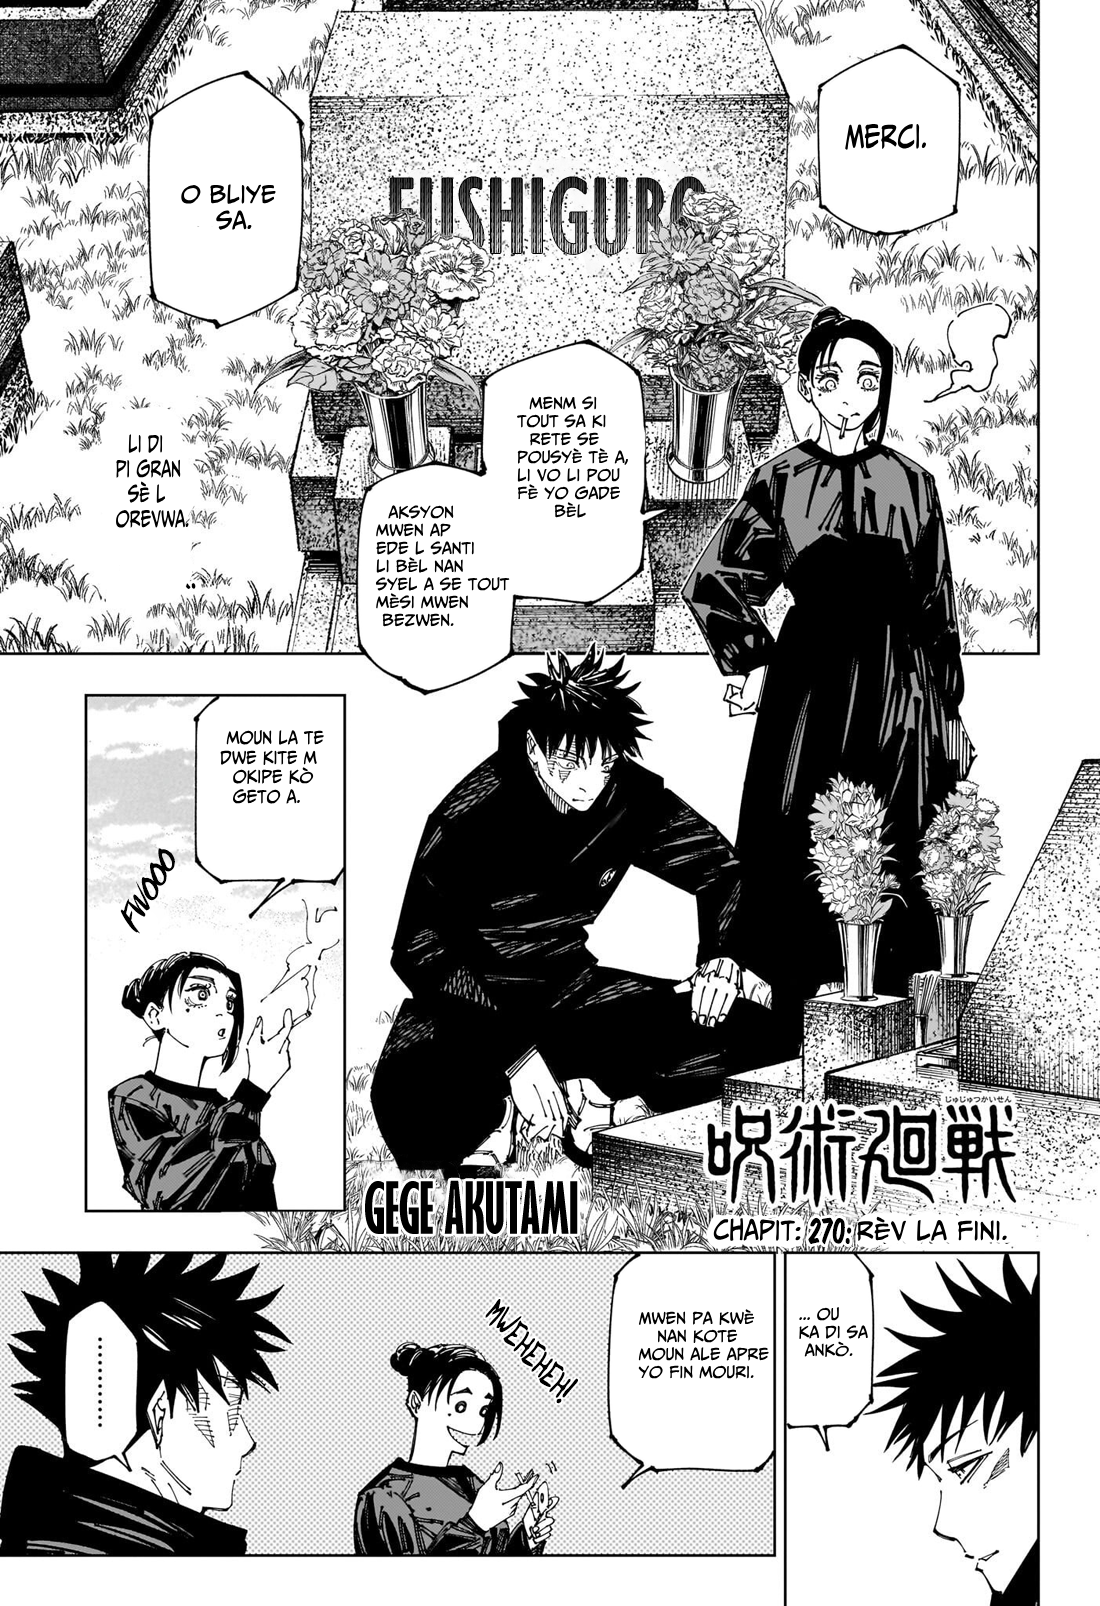 MERCI.
O BLIYE
SA.
FUSHIGURO
MENM SI
TOUT SA KI
RETE SE
POUSYÈ TÈ A,
LI VO LI POU
FÈ YO GADE
BÈL
AKSYON
MWEN AP
EDE L SANTI
LI BÈL NAN
SYEL A SE TOUT
MÈSI MWEN
BEZWEN.
LI DI
PI GRAN
SÈ L
OREVWA.
MOUN LA TE
DWE KITE M
OKIPE KÒ
GETO A.
FWOOO
じゅじゅつかいせん
呪術廻戦
GEGE AKUTAMI
CHAPIT: 270: RÈV LA FINI.
... OU
KA DI SA
ANKÒ.
MWEN PA KWÈ
NAN KOTE
MOUN ALE APRE
YO FIN MOURI.
MWEHEHEH!
.........